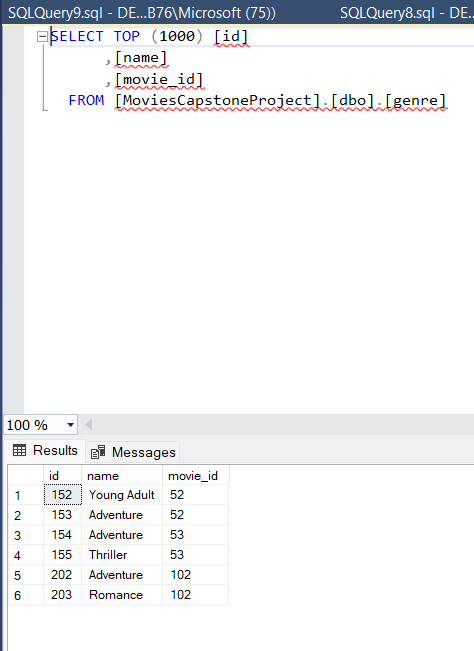 SQLQuery9.sql - DE...B76\Microsoft (75)) SQLQuery8.sql - DE...
SELECT TOP (1000) [id]
,[name]
,[movie_id]
FROM [MoviesCapstoneProject].[dbo].[genre]
100 %
Results Messages
id name movie_id
1 152 Young Adult 52
2 153 Adventure 52
3 154 Adventure 53
4 155 Thriller 53
5 202 Adventure 102
6 203 Romance 102